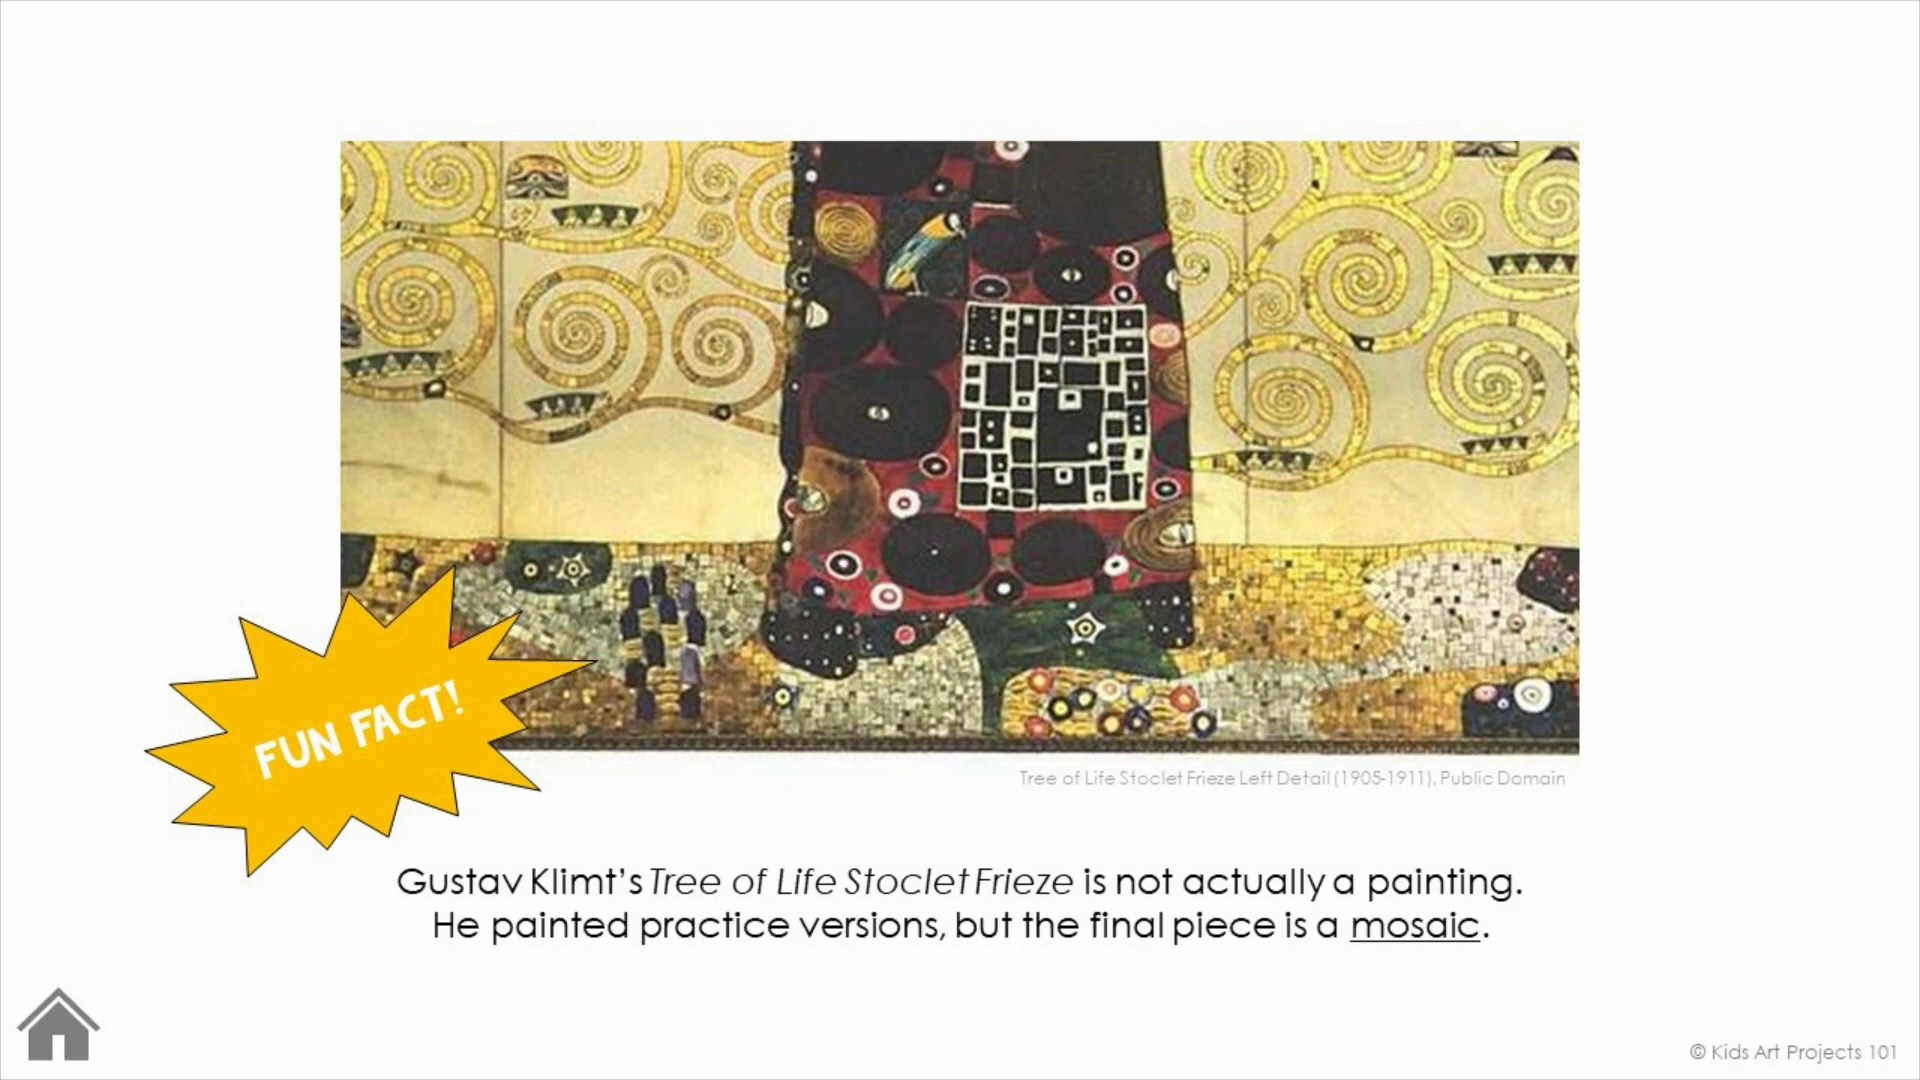 FUN FACT!
Tree of Life Stoclet Frieze Left Detail (1905-1911), Public Domain
Gustav Klimt’s Tree of Life Stoclet Frieze is not actually a painting.
He painted practice versions, but the final piece is a mosaic.
© Kids Art Projects 101